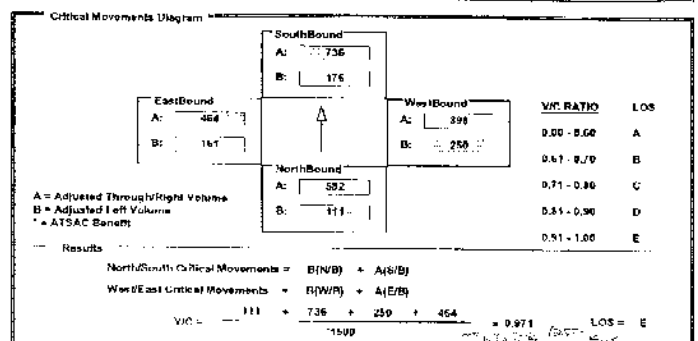 Critical Movements Diagram
SouthBound
A: 736
B: 176
EastBound
A: 464
B: 161
WestBound
A: 398
B: 250
NorthBound
A: 582
B: 111
V/C RATIO LOS
0.00 - 0.60 A
0.61 - 0.70 B
0.71 - 0.80 C
0.81 - 0.90 D
0.91 - 1.00 E
A = Adjusted Through/Right Volume
B = Adjusted Left Volume
* = ATSAC Benefit
Results
North/South Critical Movements = B(N/B) + A(S/B)
West/East Critical Movements = B(W/B) + A(E/B)
V/C = 111 + 736 + 250 + 464 = 0.971 LOS = E
1500